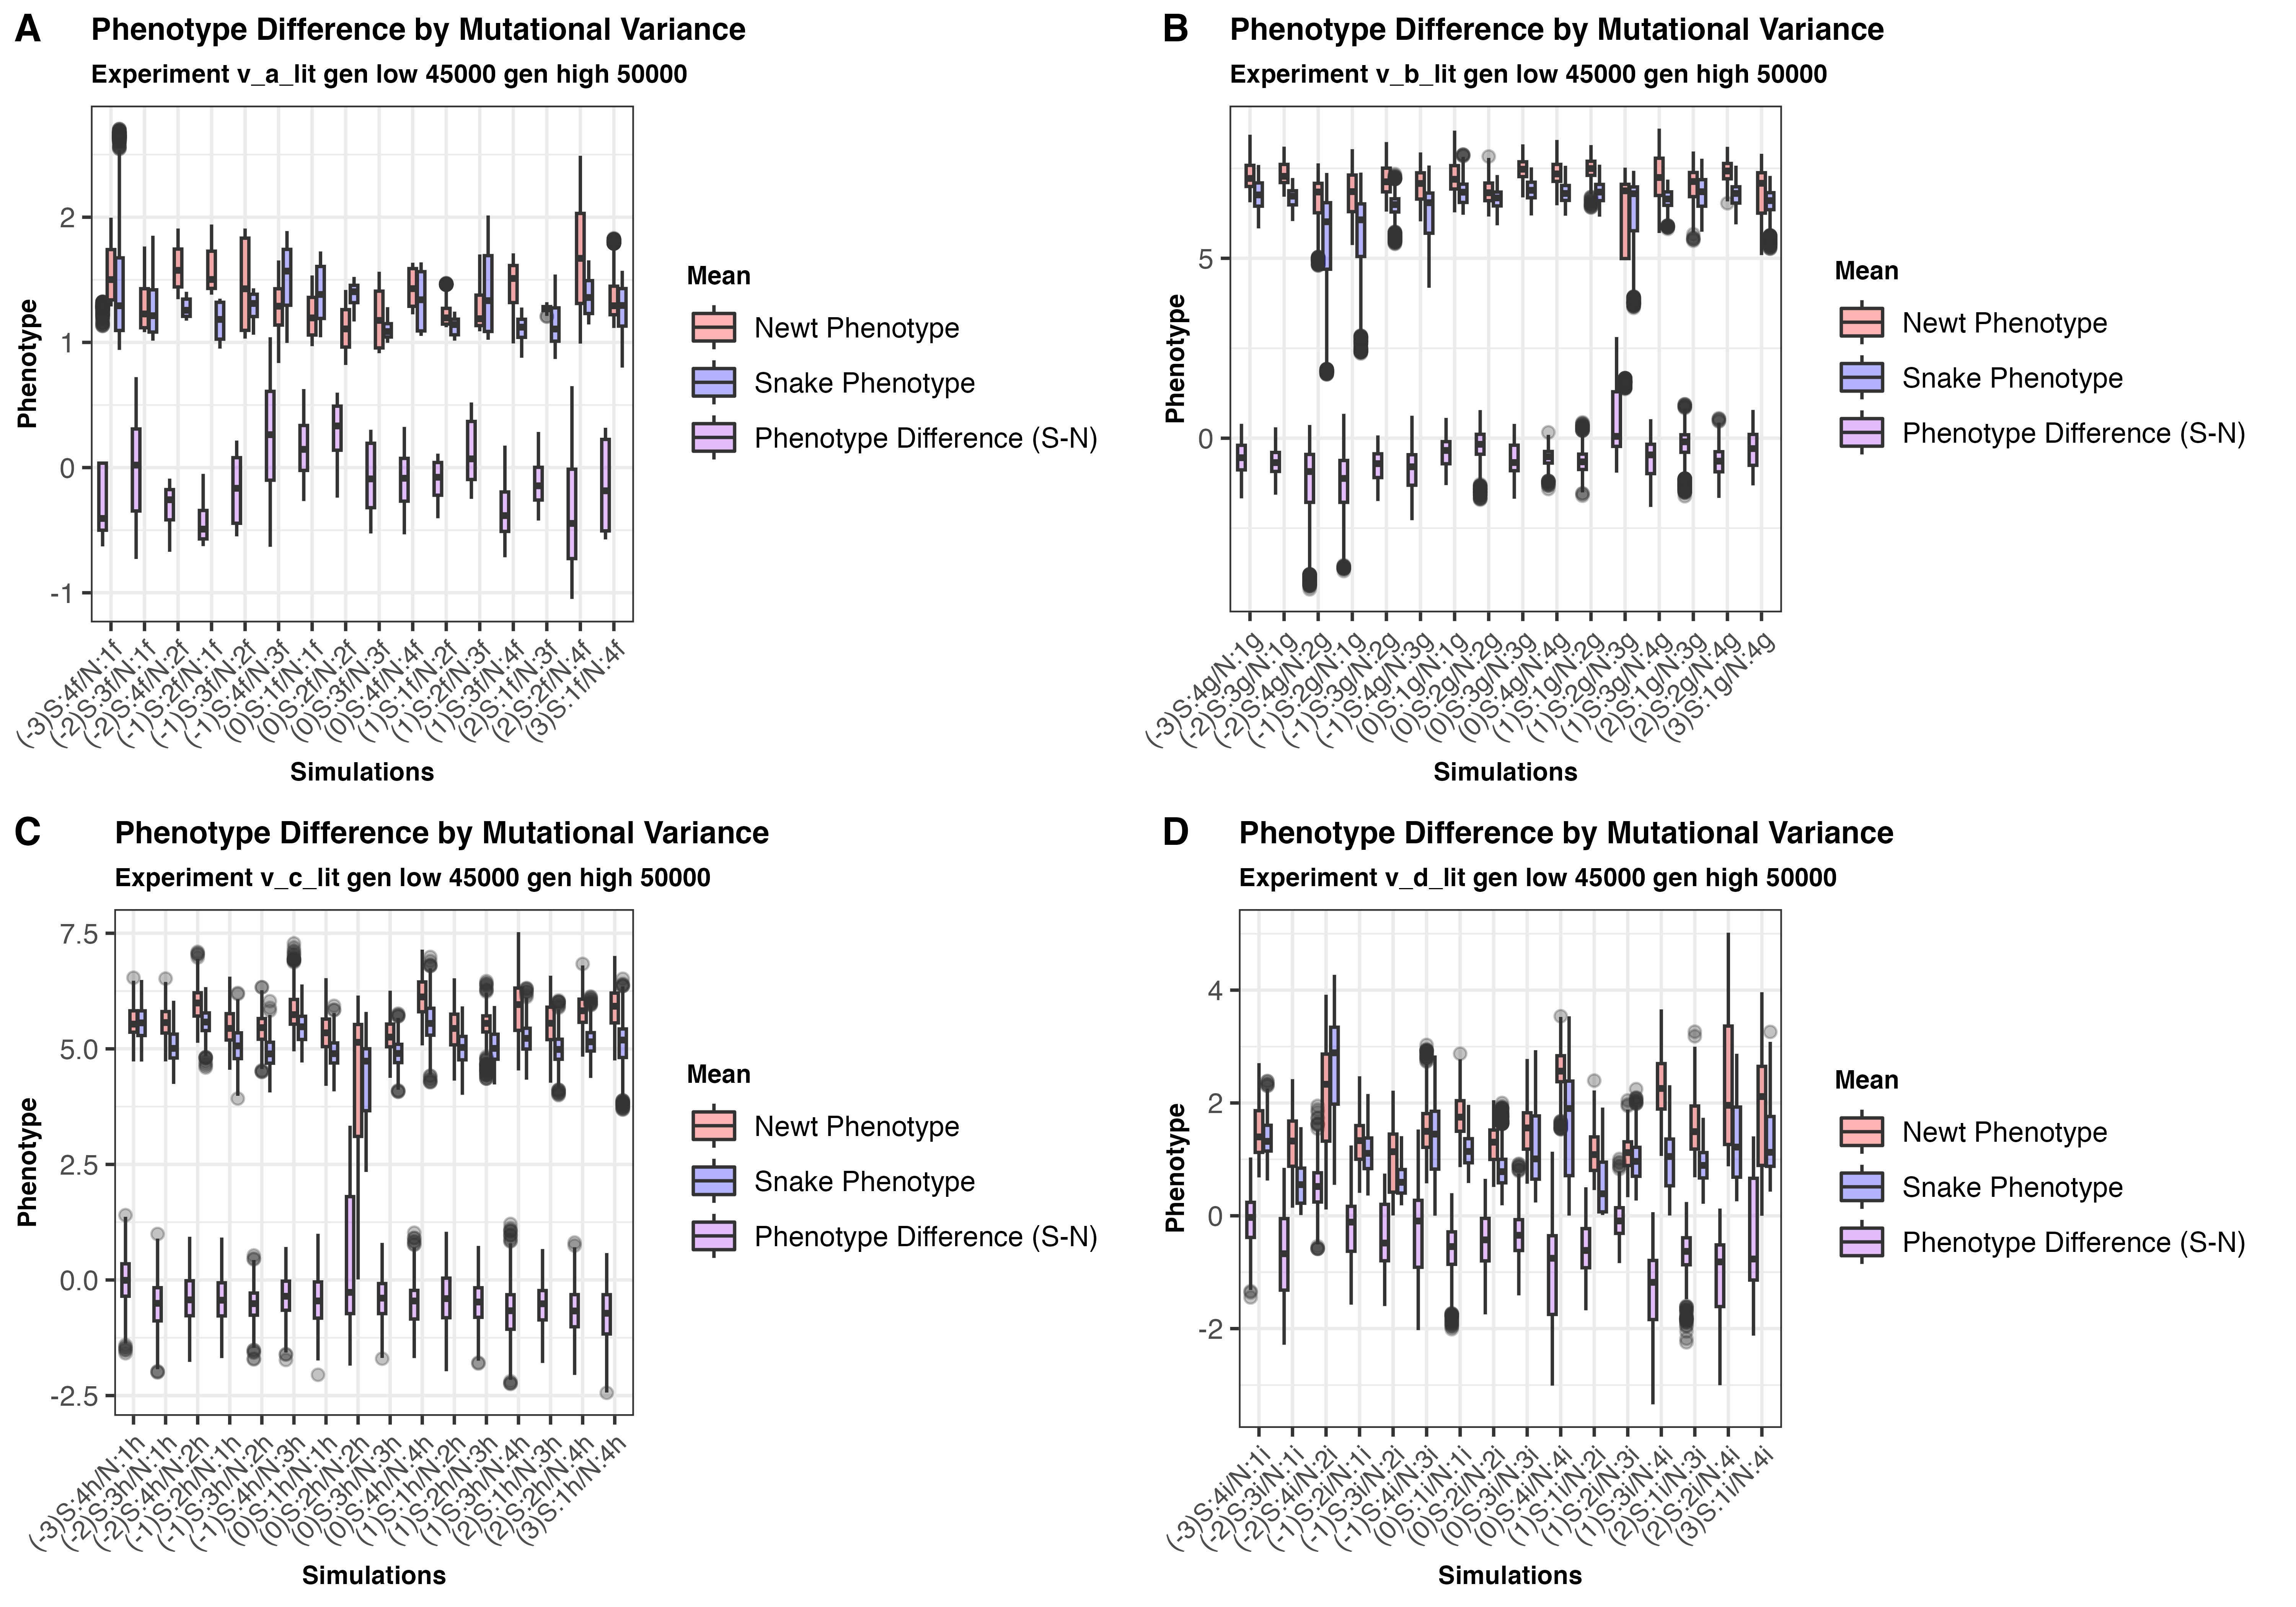 A
Phenotype Difference by Mutational Variance
Experiment v_a_lit gen low 45000 gen high 50000
Phenotype
2
1
0
-1
(-3)S:4f/N:1f
(-2)S:3f/N:1f
(-2)S:4f/N:2f
(-1)S:2f/N:1f
(-1)S:3f/N:2f
(-1)S:4f/N:3f
(0)S:1f/N:1f
(0)S:2f/N:2f
(0)S:3f/N:3f
(0)S:4f/N:4f
(1)S:1f/N:2f
(1)S:2f/N:3f
(1)S:3f/N:4f
(2)S:1f/N:3f
(2)S:2f/N:4f
(3)S:1f/N:4f
Simulations
Mean
Newt Phenotype
Snake Phenotype
Phenotype Difference (S-N)
B
Phenotype Difference by Mutational Variance
Experiment v_b_lit gen low 45000 gen high 50000
Phenotype
5
0
(-3)S:4g/N:1g
(-2)S:3g/N:1g
(-2)S:4g/N:2g
(-1)S:2g/N:1g
(-1)S:3g/N:2g
(-1)S:4g/N:3g
(0)S:1g/N:1g
(0)S:2g/N:2g
(0)S:3g/N:3g
(0)S:4g/N:4g
(1)S:1g/N:2g
(1)S:2g/N:3g
(1)S:3g/N:4g
(2)S:1g/N:3g
(2)S:2g/N:4g
(3)S:1g/N:4g
Simulations
Mean
Newt Phenotype
Snake Phenotype
Phenotype Difference (S-N)
C
Phenotype Difference by Mutational Variance
Experiment v_c_lit gen low 45000 gen high 50000
Phenotype
7.5
5.0
2.5
0.0
-2.5
(-3)S:4h/N:1h
(-2)S:3h/N:1h
(-2)S:4h/N:2h
(-1)S:2h/N:1h
(-1)S:3h/N:2h
(-1)S:4h/N:3h
(0)S:1h/N:1h
(0)S:2h/N:2h
(0)S:3h/N:3h
(0)S:4h/N:4h
(1)S:1h/N:2h
(1)S:2h/N:3h
(1)S:3h/N:4h
(2)S:1h/N:3h
(2)S:2h/N:4h
(3)S:1h/N:4h
Simulations
Mean
Newt Phenotype
Snake Phenotype
Phenotype Difference (S-N)
D
Phenotype Difference by Mutational Variance
Experiment v_d_lit gen low 45000 gen high 50000
Phenotype
4
2
0
-2
(-3)S:4i/N:1i
(-2)S:3i/N:1i
(-2)S:4i/N:2i
(-1)S:2i/N:1i
(-1)S:3i/N:2i
(-1)S:4i/N:3i
(0)S:1i/N:1i
(0)S:2i/N:2i
(0)S:3i/N:3i
(0)S:4i/N:4i
(1)S:1i/N:2i
(1)S:2i/N:3i
(1)S:3i/N:4i
(2)S:1i/N:3i
(2)S:2i/N:4i
(3)S:1i/N:4i
Simulations
Mean
Newt Phenotype
Snake Phenotype
Phenotype Difference (S-N)